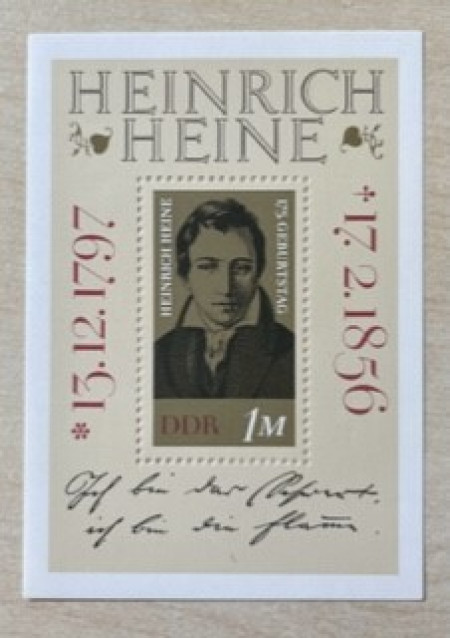 HEINRICH
HEINE
*13.12.1797
†17.2.1856
HEINRICH HEINE
175. GEBURTSTAG
DDR 1M
Ich bin das Schwert,
ich bin die Flamme.